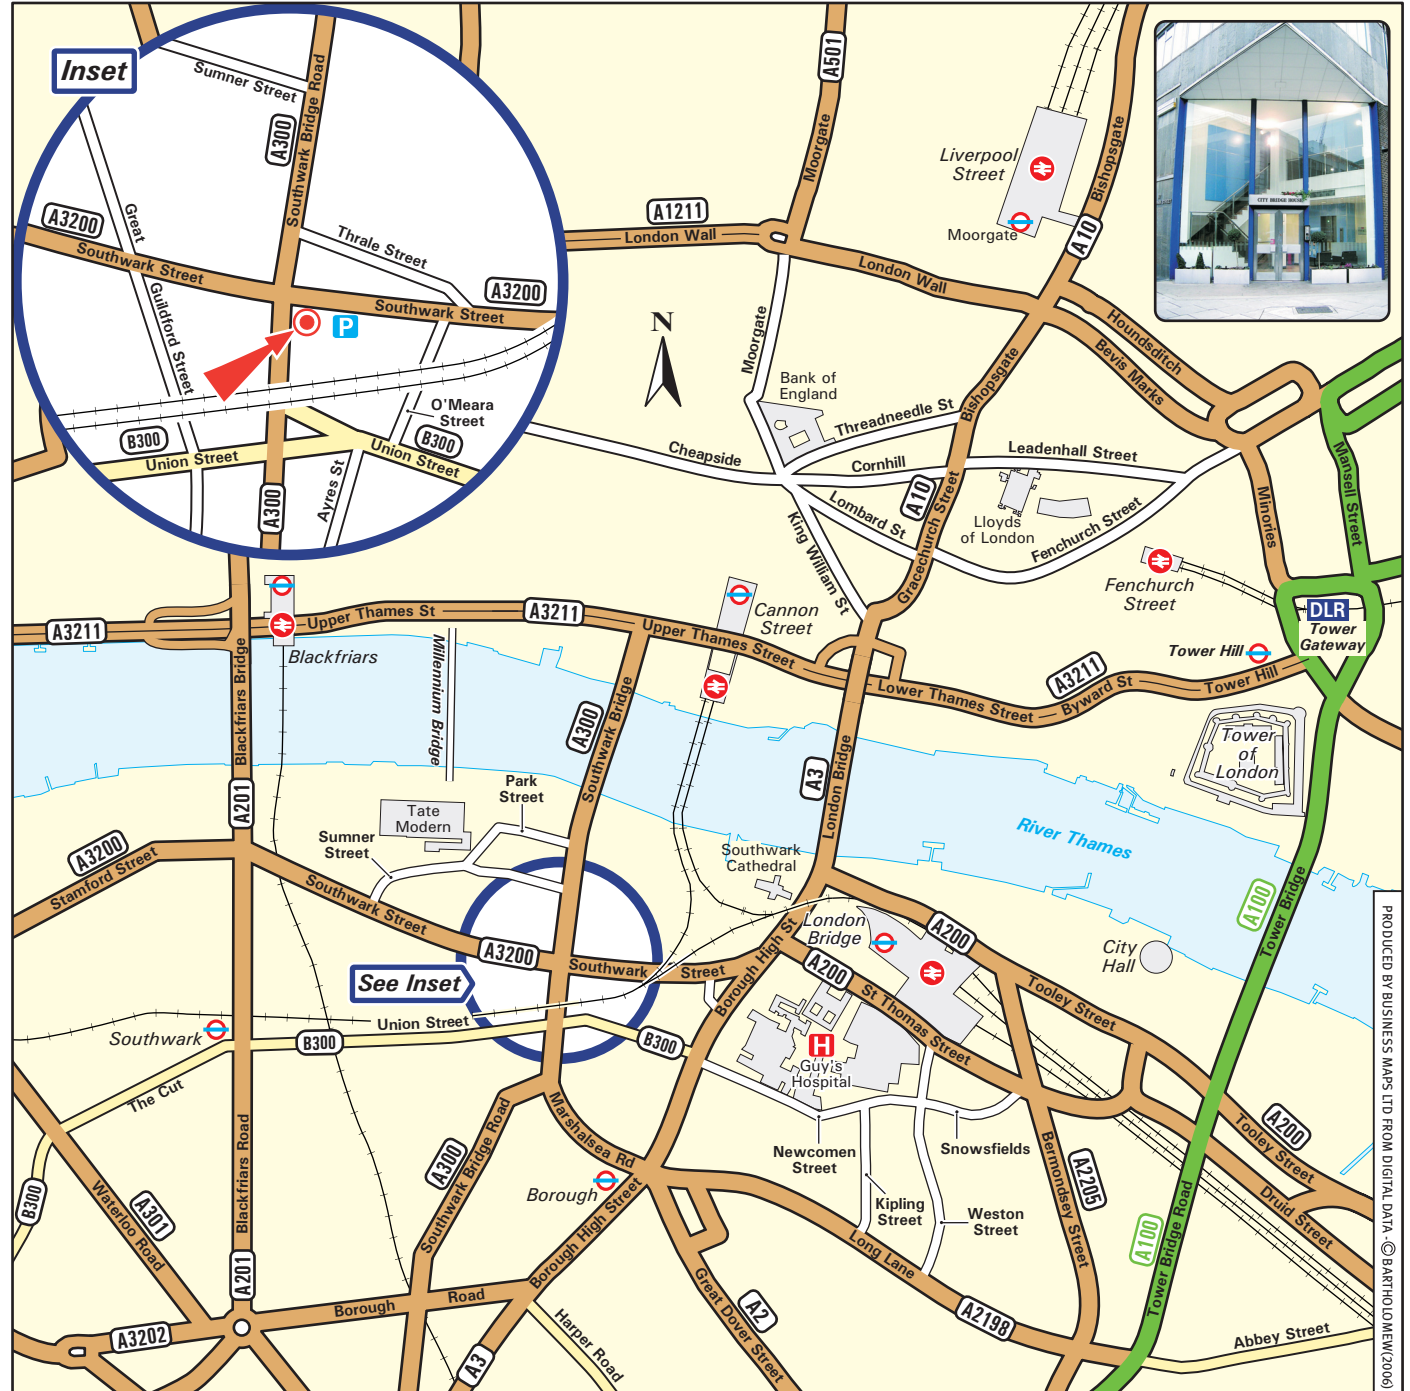 Inset
Sumner Street
A300
Southwark Bridge Road
A3200
Southwark Street
Great
Guildford Street
Thrale Street
A3200
Southwark Street
P
O'Meara
Street
B300
Union Street
B300
Union Street
A300
Ayres St
A501
Moorgate
A1211
London Wall
London Wall
Liverpool
Street
Moorgate
Bishopsgate
A10
CITY BRIDGE HOUSE
N
Moorgate
Bank of
England
Threadneedle St
Bishopsgate
Houndsditch
Bevis Marks
Cheapside
Cornhill
Leadenhall Street
Lombard St
King William St
A10
Gracechurch Street
Lloyds
of London
Fenchurch Street
Minories
Mansell Street
Fenchurch
Street
DLR
Tower
Gateway
Tower Hill
A3211
Upper Thames St
A3211
Upper Thames Street
Cannon
Street
Blackfriars
Millennium Bridge
Blackfriars Bridge
A201
A300
Southwark Bridge
A3
London Bridge
Lower Thames Street
Byward St
A3211
Tower Hill
Tower
of
London
River Thames
A100
Tower Bridge
Park
Street
Tate
Modern
Sumner
Street
A3200
Stamford Street
Southwark Street
A3200
Southwark
Street
Southwark
Cathedral
London
Bridge
A200
City
Hall
See Inset
Union Street
B300
B300
Southwark
The Cut
Borough High St
A200
St Thomas Street
H
Guy's
Hospital
Tooley Street
Newcomen
Street
Snowsfields
Kipling
Street
Weston
Street
Bermondsey Street
A2205
A200
Tooley Street
Druid Street
A100
Tower Bridge Road
Abbey Street
B300
A301
Waterloo Road
Blackfriars Road
A201
A3202
Borough
Road
A300
Southwark Bridge Road
Marshalsea Rd
Borough
Borough High Street
A3
Harper Road
Great Dover Street
A2
Long Lane
A2198
PRODUCED BY BUSINESS MAPS LTD FROM DIGITAL DATA - © BARTHOLOMEW(2006)